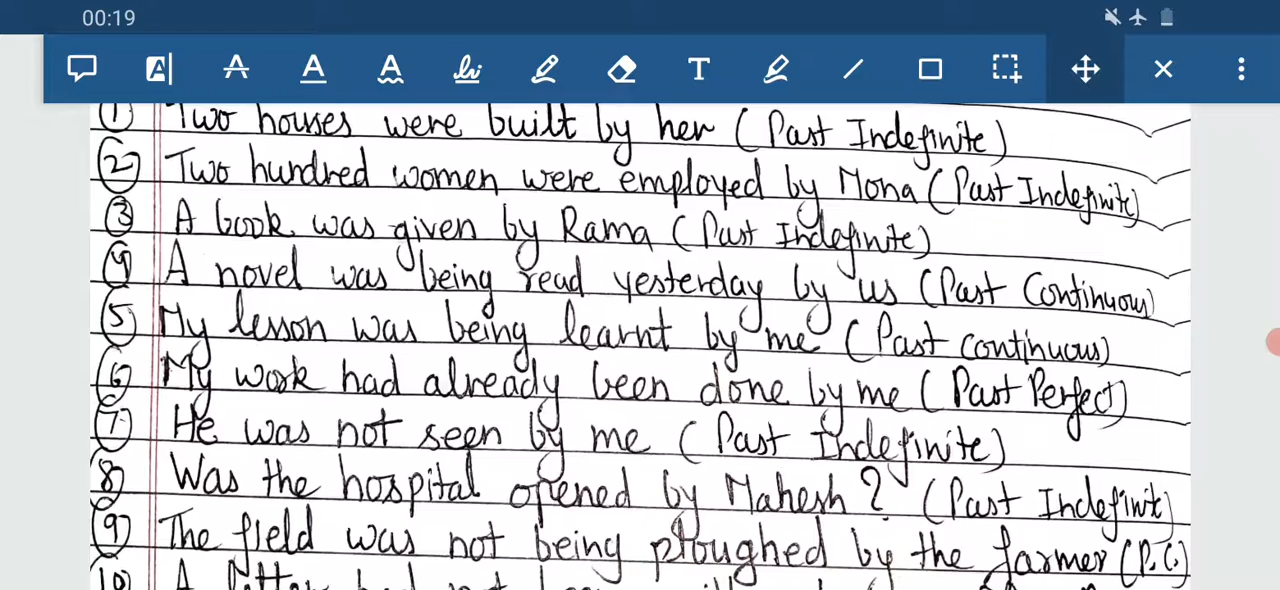 00:19
① Two houses were built by her (Past Indefinite)
② Two hundred women were employed by Mona (Past Indefinite)
③ A book was given by Rama (Past Indefinite)
④ A novel was being read yesterday by us (Past Continuous)
⑤ My lesson was being learnt by me (Past continuous)
⑥ My work had already been done by me (Past Perfect)
⑦ He was not seen by me (Past Indefinite)
⑧ Was the hospital opened by Mahesh? (Past Indefinit)
⑨ The field was not being ploughed by the farmer (P.C)